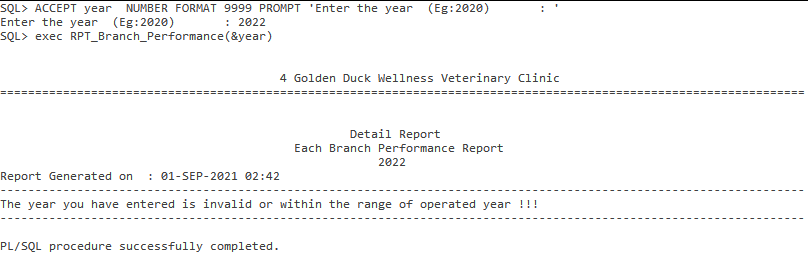 SQL> ACCEPT year  NUMBER FORMAT 9999 PROMPT 'Enter the year  (Eg:2020)       : '
Enter the year  (Eg:2020)       : 2022
SQL> exec RPT_Branch_Performance(&year)
4 Golden Duck Wellness Veterinary Clinic
===================================================================================================================
Detail Report
Each Branch Performance Report
2022
Report Generated on  : 01-SEP-2021 02:42
-------------------------------------------------------------------------------------------------------------------
The year you have entered is invalid or within the range of operated year !!!
-------------------------------------------------------------------------------------------------------------------
PL/SQL procedure successfully completed.